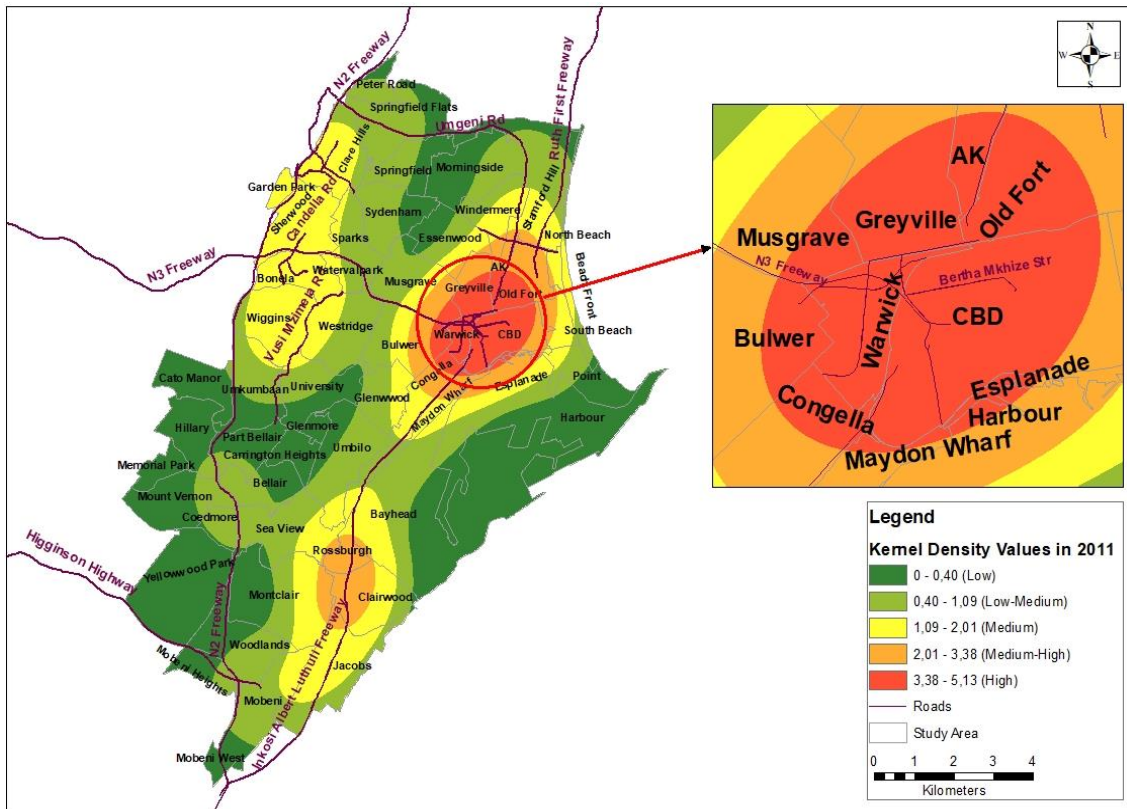 N2 Freeway
Peter Road
Springfield Flats
Umgeni Rd
Ruth First Freeway
Clare Hills
Springfield
Morningside
Garden Park
Sherwood
Candella Rd
Sydenham
Windermere
Stamford Hill
Sparks
Essenwood
North Beach
N3 Freeway
Bonela
Watervalpark
Musgrave
AK
Greyville
Old Fort
Bead Front
Wiggins
Vusi Mzimela Rd
Westridge
Warwick
CBD
South Beach
Bulwer
Congella
Esplanade
Cato Manor
Umkumbaan
University
Glenwwod
Maydon Wharf
Point
Hillary
Glenmore
Harbour
Part Bellair
Umbilo
Carrington Heights
Memorial Park
Bellair
Mount Vernon
Coedmore
Sea View
Bayhead
Higginson Highway
Rossburgh
Yellowwood Park
Montclair
Clairwood
N2 Freeway
Woodlands
Mobeni Heights
Jacobs
Inkosi Albert Luthuli Freeway
Mobeni
Mobeni West
N
W E
S
AK
Old Fort
Greyville
Musgrave
N3 Freeway
Bertha Mkhize Str
Warwick
CBD
Bulwer
Esplanade
Congella
Harbour
Maydon Wharf
Legend
Kernel Density Values in 2011
0 - 0,40 (Low)
0,40 - 1,09 (Low-Medium)
1,09 - 2,01 (Medium)
2,01 - 3,38 (Medium-High)
3,38 - 5,13 (High)
Roads
Study Area
0 1 2 3 4
Kilometers